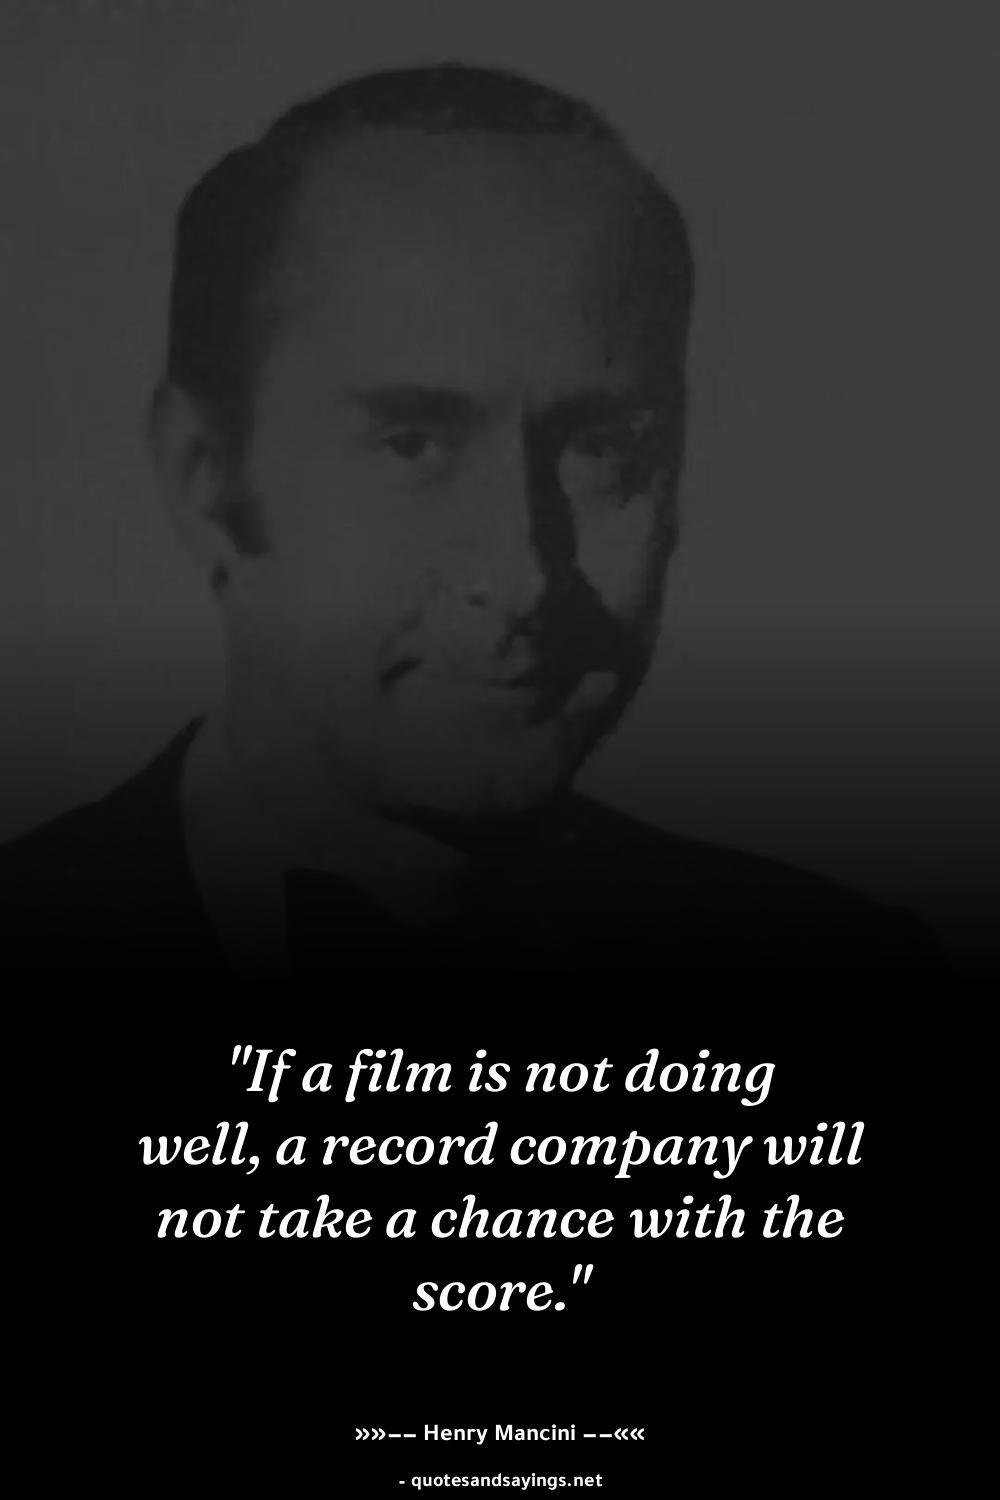 "If a film is not doing
well, a record company will
not take a chance with the
score."
»»–– Henry Mancini ––««
- quotesandsayings.net